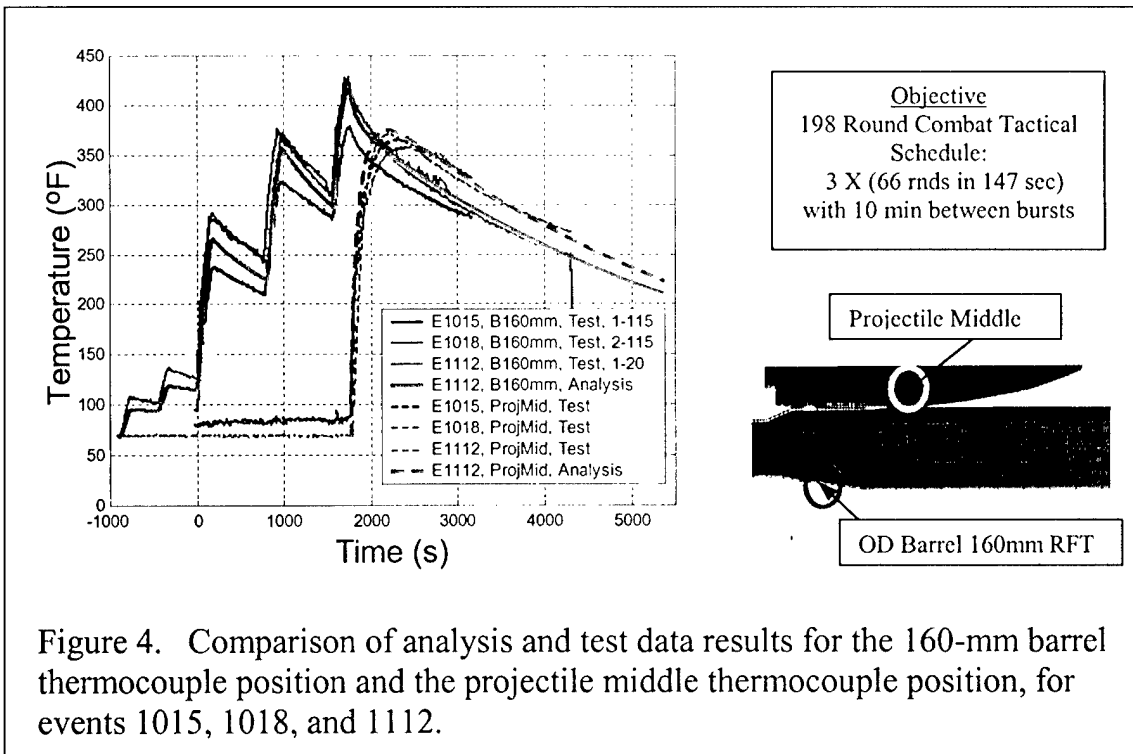 450
400
350
300
250
200
150
100
50
0
Temperature (ºF)
-1000
0
1000
2000
3000
4000
5000
Time (s)
E1015, B160mm, Test, 1-115
E1018, B160mm, Test, 2-115
E1112, B160mm, Test, 1-20
E1112, B160mm, Analysis
E1015, ProjMid, Test
E1018, ProjMid, Test
E1112, ProjMid, Test
E1112, ProjMid, Analysis
Objective
198 Round Combat Tactical
Schedule:
3 X (66 rnds in 147 sec)
with 10 min between bursts
Projectile Middle
OD Barrel 160mm RFT
Figure 4. Comparison of analysis and test data results for the 160-mm barrel
thermocouple position and the projectile middle thermocouple position, for
events 1015, 1018, and 1112.